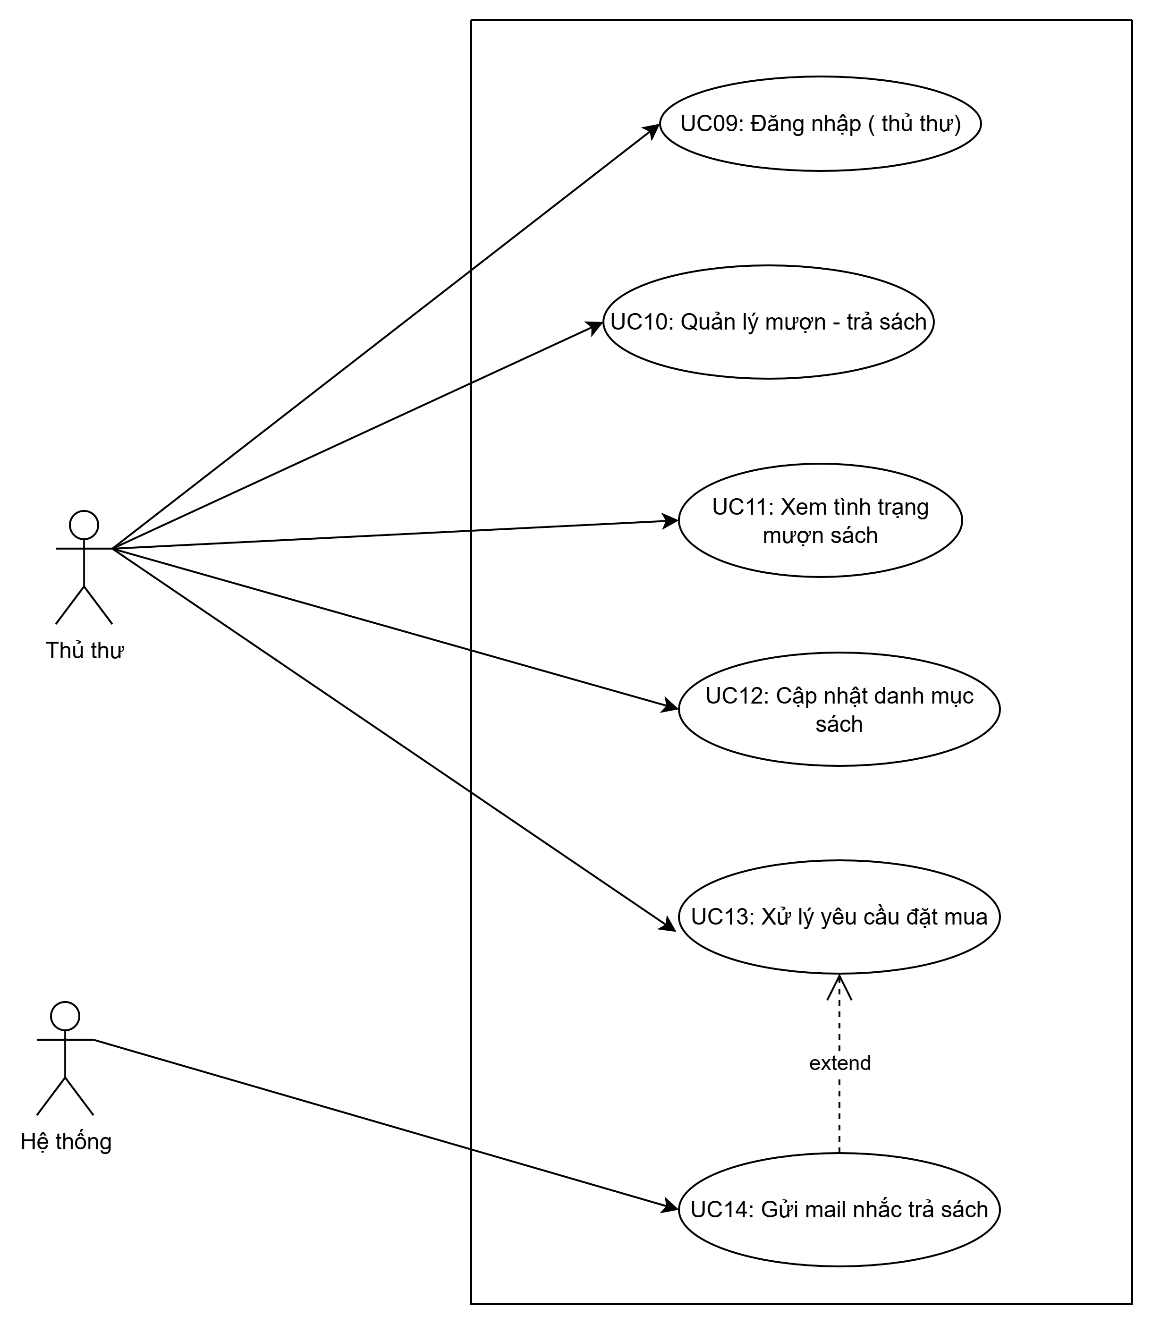 UC09: Đăng nhập ( thủ thư)
UC10: Quản lý mượn - trả sách
UC11: Xem tình trạng
mượn sách
Thủ thư
UC12: Cập nhật danh mục
sách
UC13: Xử lý yêu cầu đặt mua
extend
Hệ thống
UC14: Gửi mail nhắc trả sách